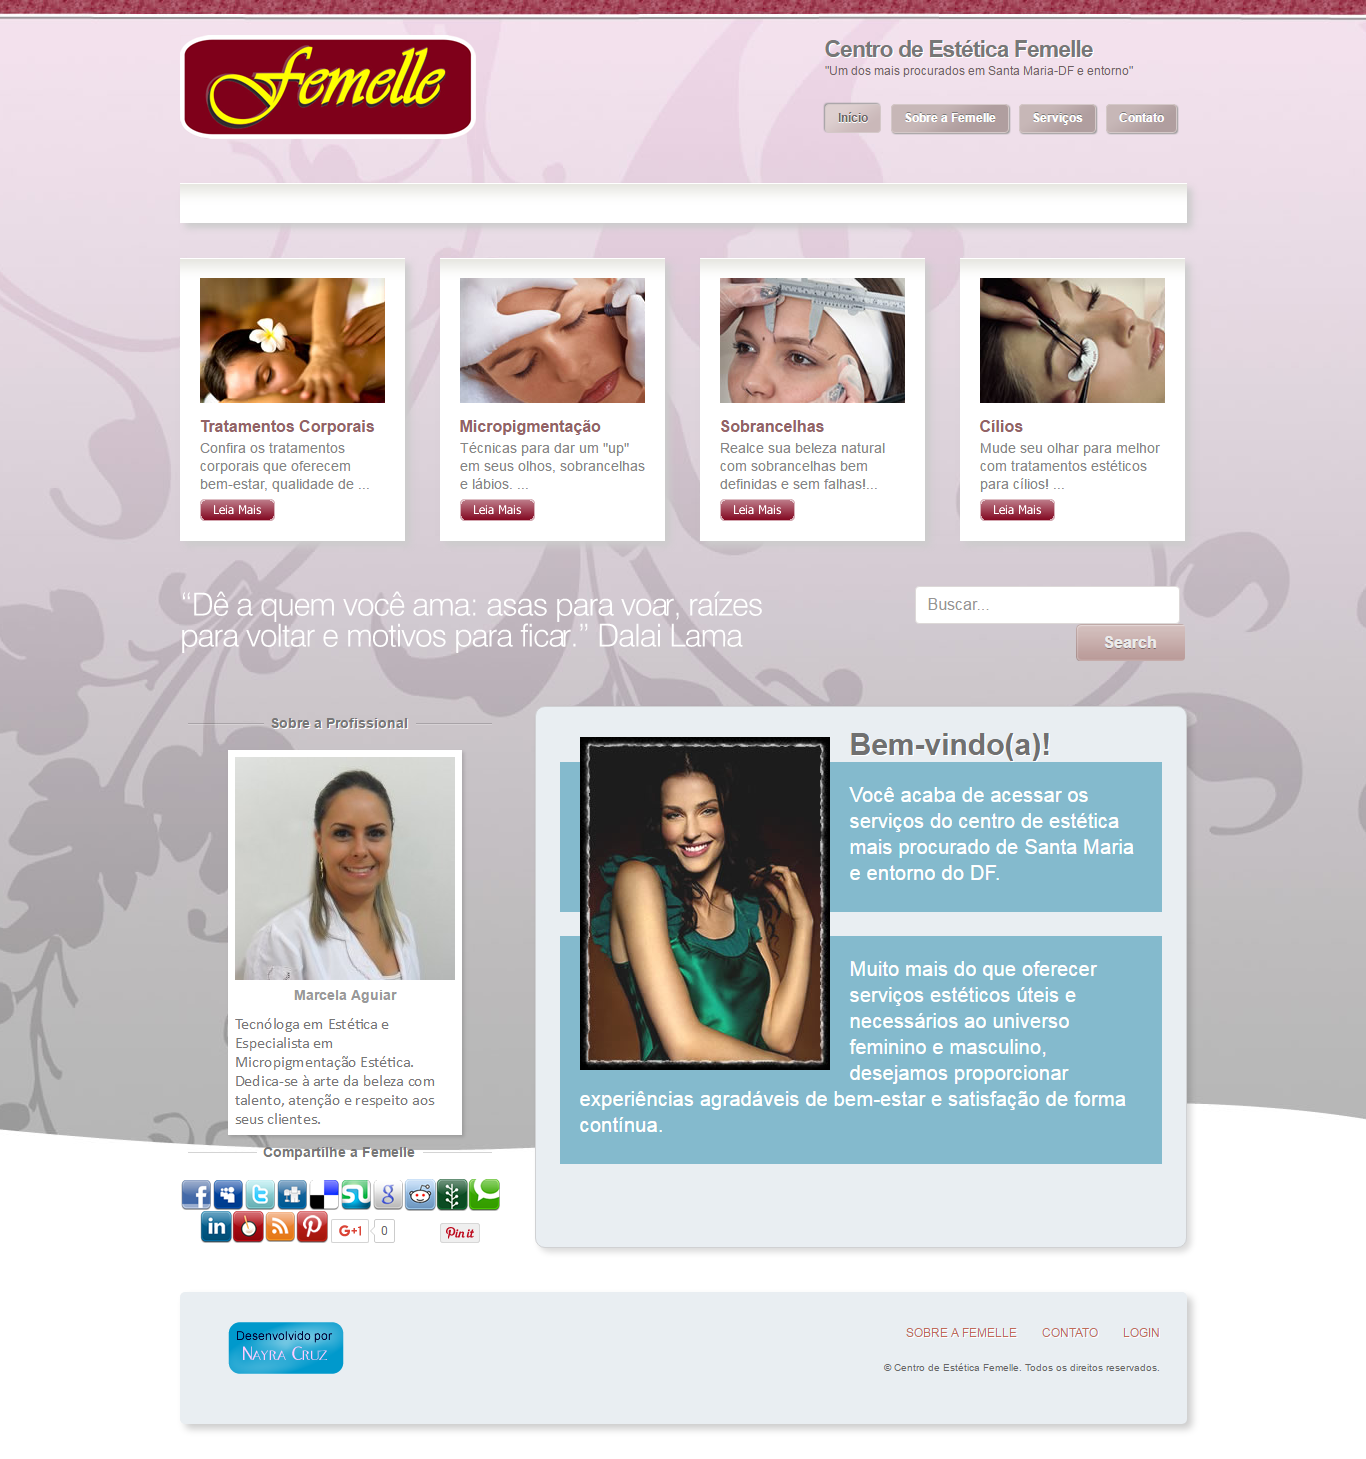 Femelle
Centro de Estética Femelle
"Um dos mais procurados em Santa Maria-DF e entorno"
Início
Sobre a Femelle
Serviços
Contato
Tratamentos Corporais
Confira os tratamentos
corporais que oferecem
bem-estar, qualidade de ...
Leia Mais
Micropigmentação
Técnicas para dar um "up"
em seus olhos, sobrancelhas
e lábios. ...
Leia Mais
Sobrancelhas
Realce sua beleza natural
com sobrancelhas bem
definidas e sem falhas!...
Leia Mais
Cílios
Mude seu olhar para melhor
com tratamentos estéticos
para cílios! ...
Leia Mais
“Dê a quem você ama: asas para voar, raízes
para voltar e motivos para ficar.” Dalai Lama
Buscar...
Search
Sobre a Profissional
Marcela Aguiar
Tecnóloga em Estética e
Especialista em
Micropigmentação Estética.
Dedica-se à arte da beleza com
talento, atenção e respeito aos
seus clientes.
Compartilhe a Femelle
G+1
0
Pin it
Bem-vindo(a)!
Você acaba de acessar os
serviços do centro de estética
mais procurado de Santa Maria
e entorno do DF.
Muito mais do que oferecer
serviços estéticos úteis e
necessários ao universo
feminino e masculino,
desejamos proporcionar
experiências agradáveis de bem-estar e satisfação de forma
contínua.
Desenvolvido por
Nayra Cruz
SOBRE A FEMELLE
CONTATO
LOGIN
© Centro de Estética Femelle. Todos os direitos reservados.